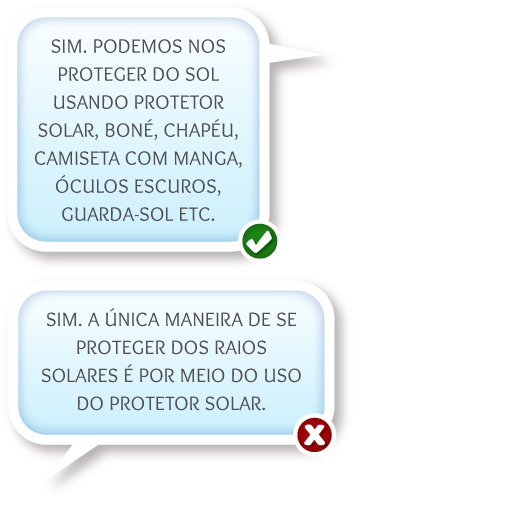 SIM. PODEMOS NOS
PROTEGER DO SOL
USANDO PROTETOR
SOLAR, BONÉ, CHAPÉU,
CAMISETA COM MANGA,
ÓCULOS ESCUROS,
GUARDA-SOL ETC.
SIM. A ÚNICA MANEIRA DE SE
PROTEGER DOS RAIOS
SOLARES É POR MEIO DO USO
DO PROTETOR SOLAR.